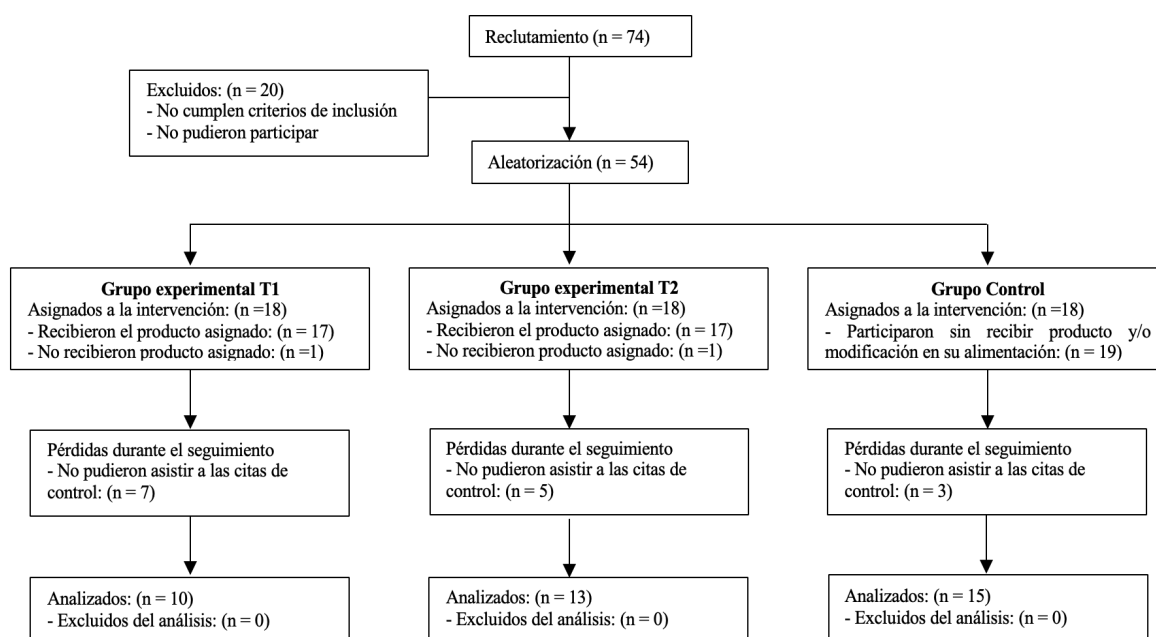 Reclutamiento (n = 74)
Excluidos: (n = 20)
- No cumplen criterios de inclusión
- No pudieron participar
Aleatorización (n = 54)
Grupo experimental T1
Asignados a la intervención: (n =18)
- Recibieron el producto asignado: (n = 17)
- No recibieron producto asignado: (n =1)
Grupo experimental T2
Asignados a la intervención: (n =18)
- Recibieron el producto asignado: (n = 17)
- No recibieron producto asignado: (n =1)
Grupo Control
Asignados a la intervención: (n =18)
- Participaron sin recibir producto y/o
modificación en su alimentación: (n = 19)
Pérdidas durante el seguimiento
- No pudieron asistir a las citas de
control: (n = 7)
Pérdidas durante el seguimiento
- No pudieron asistir a las citas de
control: (n = 5)
Pérdidas durante el seguimiento
- No pudieron asistir a las citas de
control: (n = 3)
Analizados: (n = 10)
- Excluidos del análisis: (n = 0)
Analizados: (n = 13)
- Excluidos del análisis: (n = 0)
Analizados: (n = 15)
- Excluidos del análisis: (n = 0)